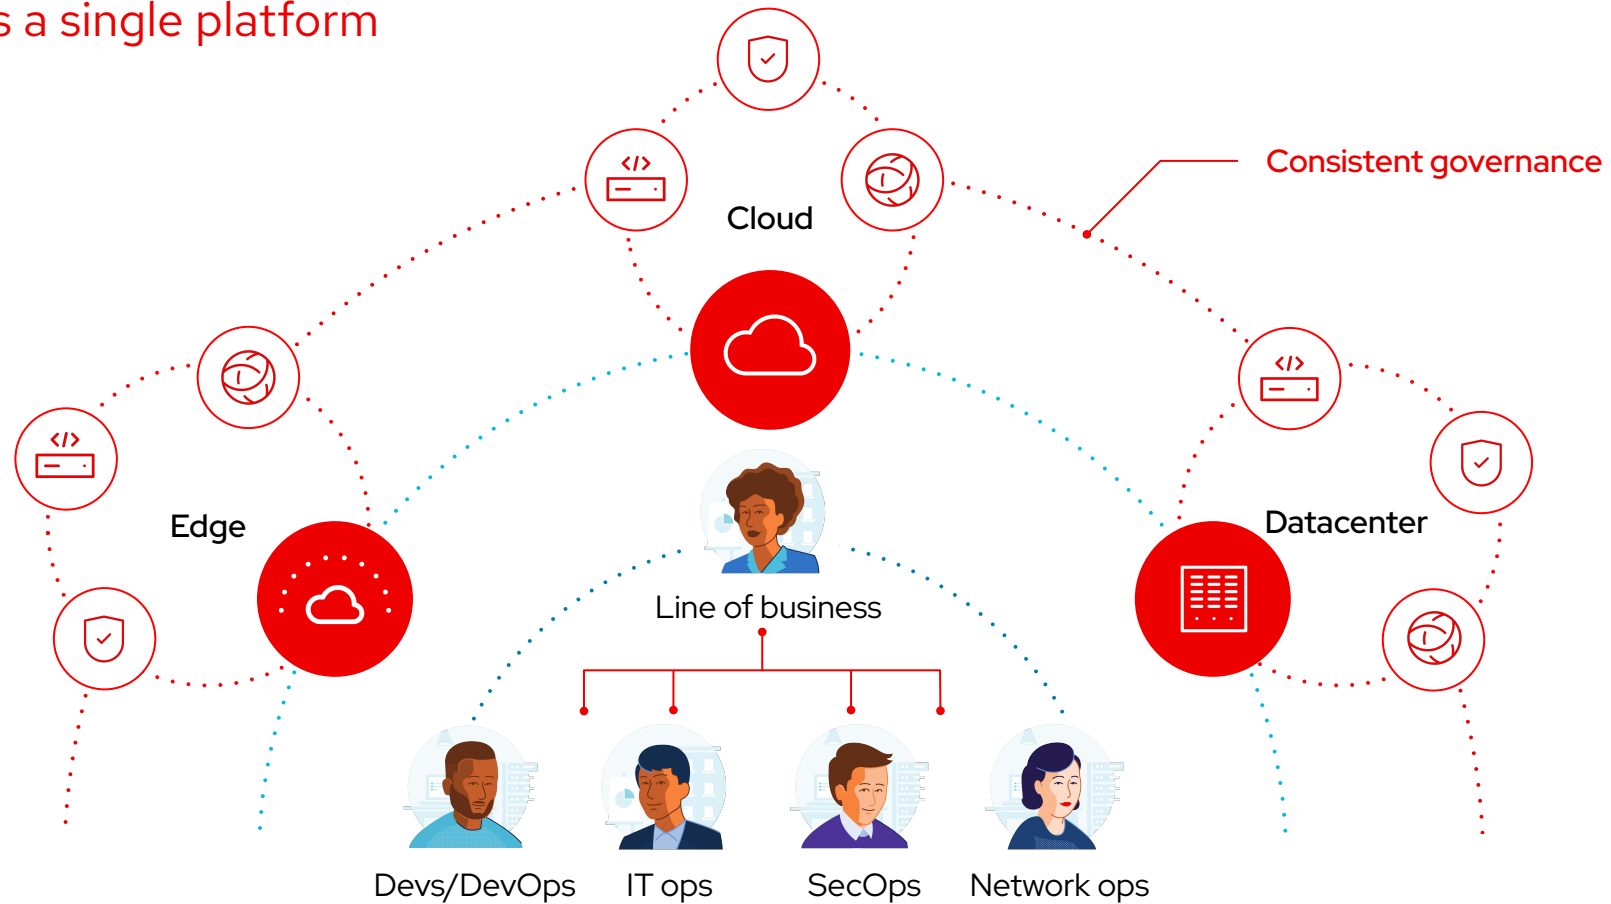 s a single platform
Consistent governance
Cloud
Edge
Datacenter
Line of business
Devs/DevOps
IT ops
SecOps
Network ops